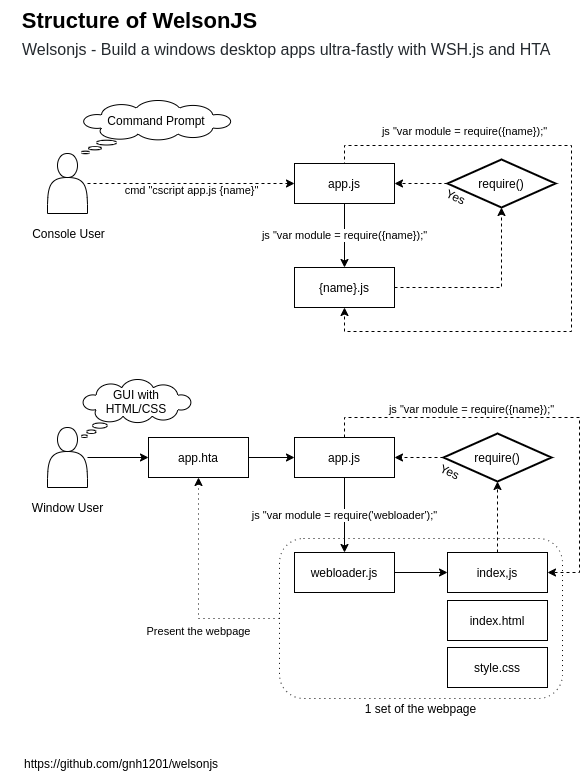 Structure of WelsonJS
Welsonjs - Build a windows desktop apps ultra-fastly with WSH.js and HTA
Command Prompt
js "var module = require({name});"
cmd "cscript app.js {name}"
app.js
require()
Yes
Console User
js "var module = require({name});"
{name}.js
GUI with
HTML/CSS
js "var module = require({name});"
app.hta
app.js
require()
Yes
Window User
js "var module = require('webloader');"
webloader.js
index,js
index.html
Present the webpage
style.css
1 set of the webpage
https://github.com/gnh1201/welsonjs